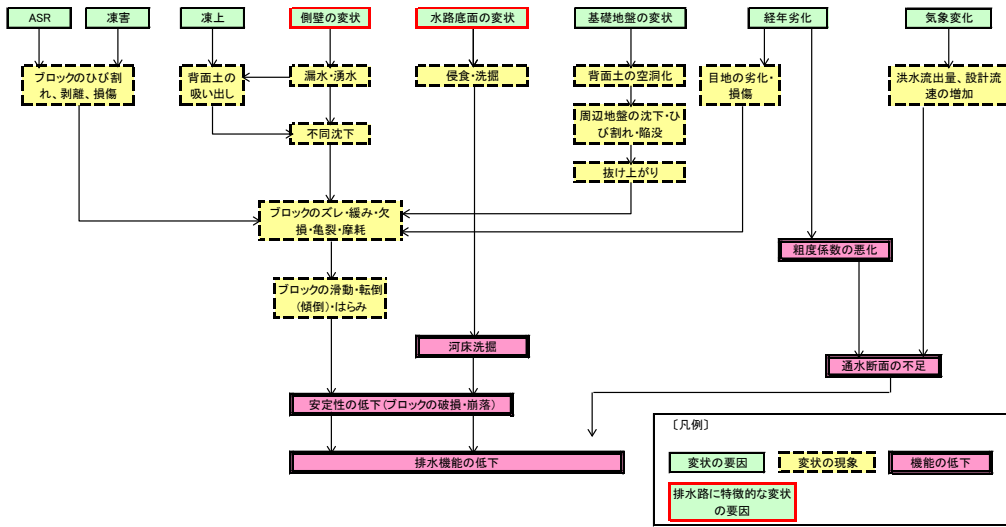 ASR
凍害
凍上
側壁の変状
水路底面の変状
基礎地盤の変状
経年劣化
気象変化
ブロックのひび割
れ、剥離、損傷
背面土の
吸い出し
漏水・湧水
侵食・洗掘
背面土の空洞化
目地の劣化・
損傷
洪水流出量、設計流
速の増加
不同沈下
周辺地盤の沈下・ひ
び割れ・陥没
抜け上がり
ブロックのズレ・緩み・欠
損・亀裂・摩耗
粗度係数の悪化
ブロックの滑動・転倒
(傾倒)・はらみ
河床洗掘
通水断面の不足
安定性の低下(ブロックの破損・崩落)
排水機能の低下
〔凡例〕
変状の要因
変状の現象
機能の低下
排水路に特徴的な変状
の要因